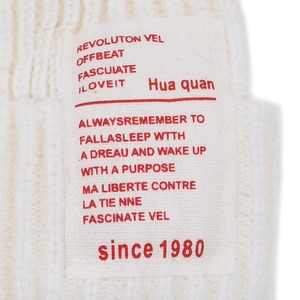 REVOLUTON VEL
OFFBEAT
FASCUIATE
ILOVEIT Hua quan
ALWAYSREMEMBER TO
FALLASLEEP WTTH
A DREAU AND WAKE UP
WITH A PURPOSE
MA LIBERTE CONTRE
LA TIE NNE
FASCINATE VEL
since 1980